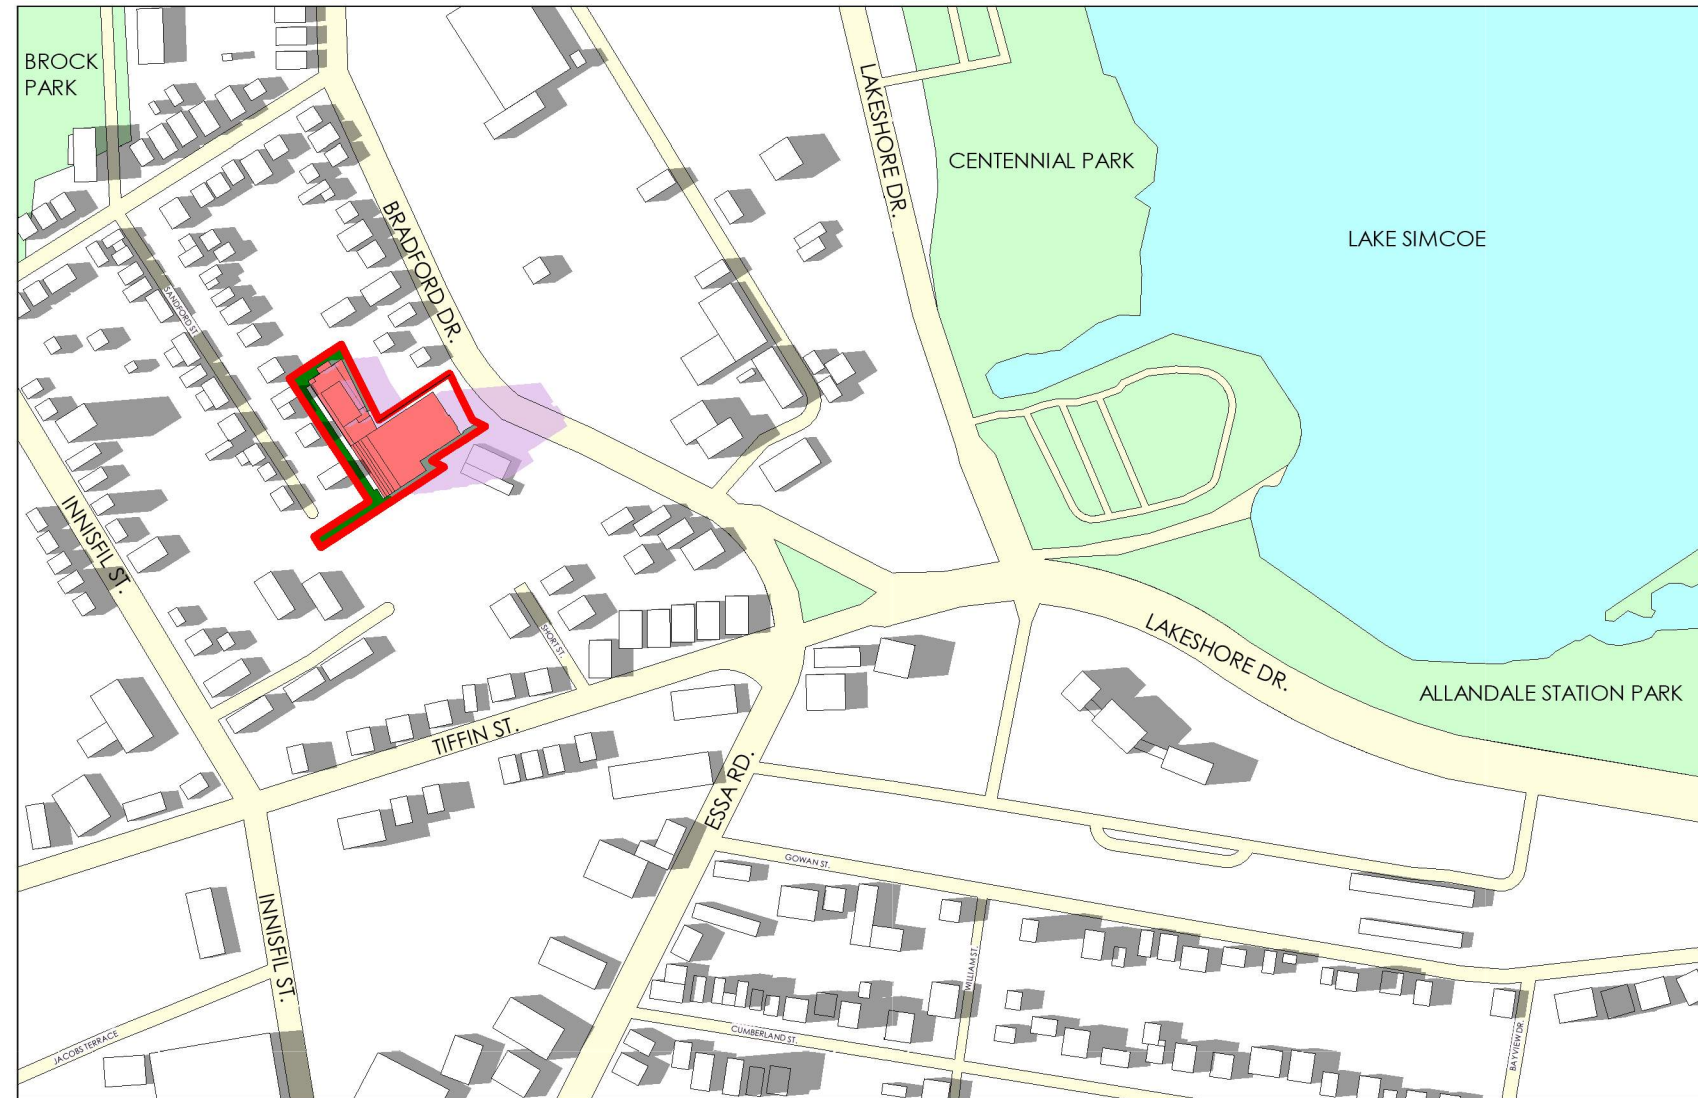 BROCK
PARK
LAKESHORE DR.
CENTENNIAL PARK
BRADFORD DR.
LAKE SIMCOE
SANDFORD ST.
INNISFIL ST.
SHORT ST.
LAKESHORE DR.
ALLANDALE STATION PARK
TIFFIN ST.
ESSA RD.
GOWAN ST.
INNISFIL ST.
WILLIAM ST.
JACOBS TERRACE
CUMBERLAND ST.
BAYVIEW DR.